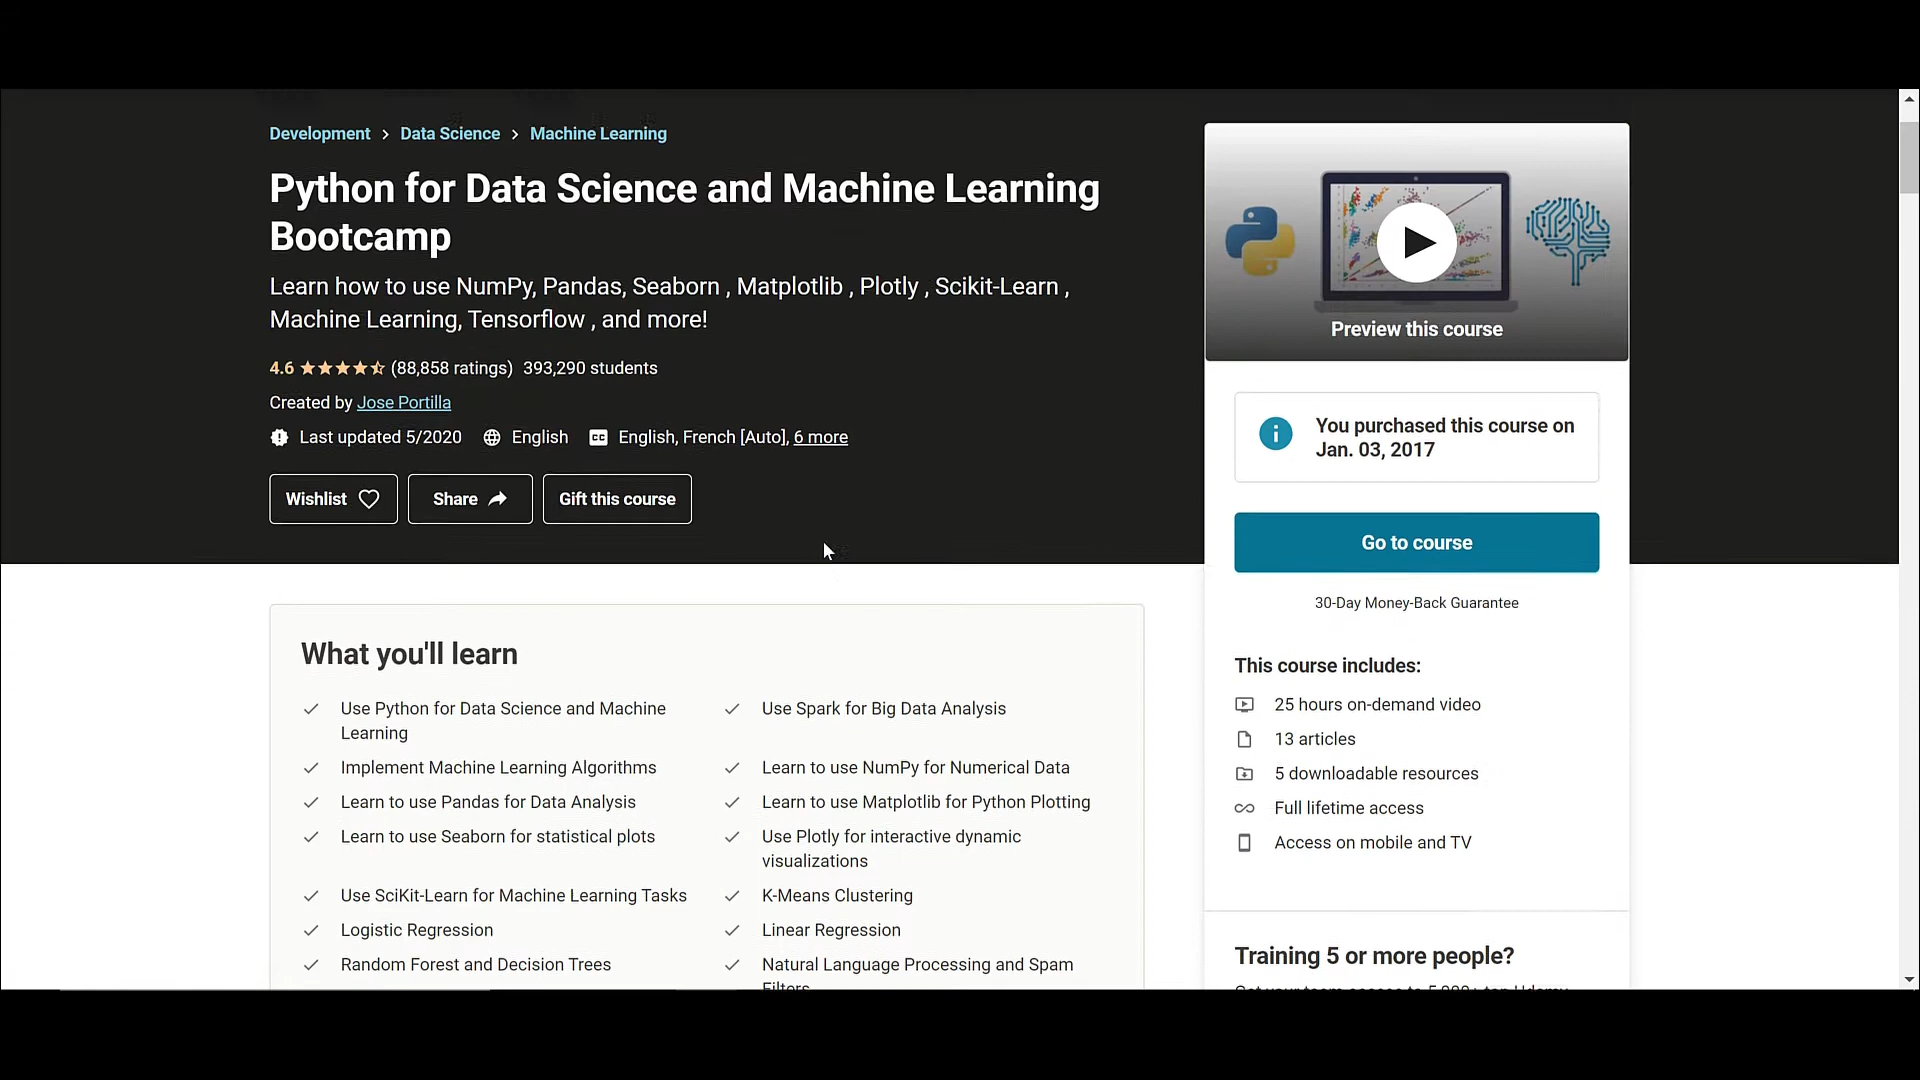 Development > Data Science > Machine Learning
Python for Data Science and Machine Learning
Bootcamp
Learn how to use NumPy, Pandas, Seaborn , Matplotlib , Plotly , Scikit-Learn ,
Machine Learning, Tensorflow , and more!
4.6 (88,858 ratings) 393,290 students
Created by Jose Portilla
Last updated 5/2020 English English, French [Auto], 6 more
Wishlist Share Gift this course
Preview this course
You purchased this course on
Jan. 03, 2017
Go to course
30-Day Money-Back Guarantee
This course includes:
25 hours on-demand video
13 articles
5 downloadable resources
Full lifetime access
Access on mobile and TV
Training 5 or more people?
What you'll learn
Use Python for Data Science and Machine
Learning
Use Spark for Big Data Analysis
Implement Machine Learning Algorithms
Learn to use NumPy for Numerical Data
Learn to use Pandas for Data Analysis
Learn to use Matplotlib for Python Plotting
Learn to use Seaborn for statistical plots
Use Plotly for interactive dynamic
visualizations
Use SciKit-Learn for Machine Learning Tasks
K-Means Clustering
Logistic Regression
Linear Regression
Random Forest and Decision Trees
Natural Language Processing and Spam
Filters